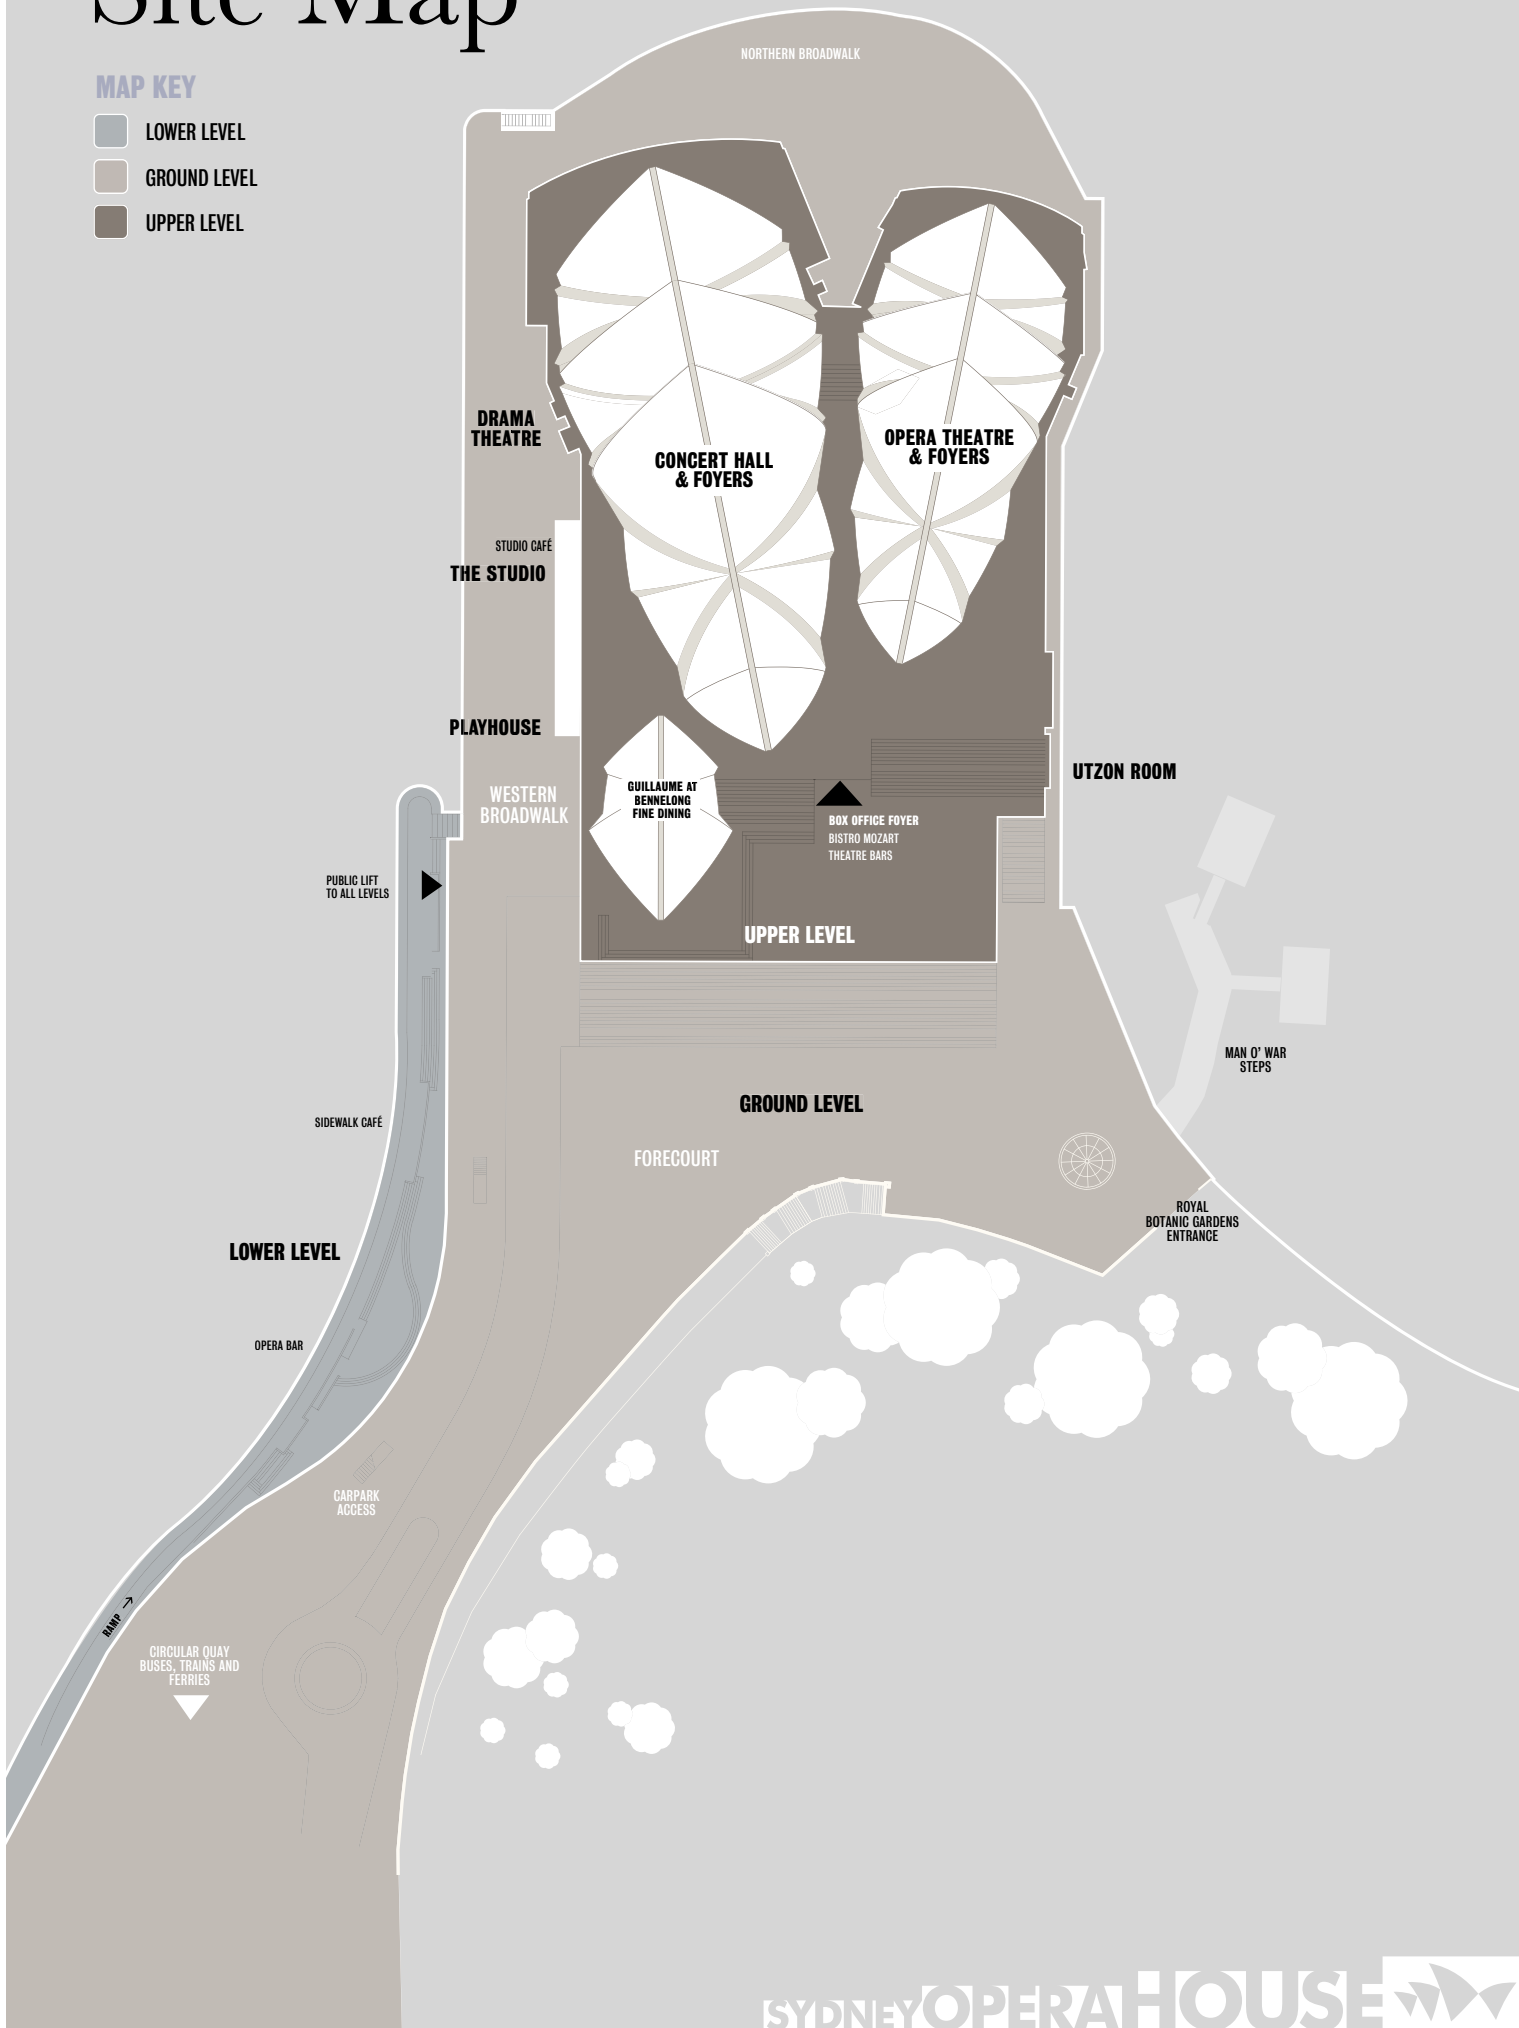 Site Map
MAP KEY
LOWER LEVEL
GROUND LEVEL
UPPER LEVEL
NORTHERN BROADWALK
DRAMA
THEATRE
CONCERT HALL
& FOYERS
OPERA THEATRE
& FOYERS
STUDIO CAFÉ
THE STUDIO
PLAYHOUSE
WESTERN
BROADWALK
GUILLAUME AT
BENNELONG
FINE DINING
UTZON ROOM
BOX OFFICE FOYER
BISTRO MOZART
THEATRE BARS
PUBLIC LIFT
TO ALL LEVELS
UPPER LEVEL
MAN O' WAR
STEPS
GROUND LEVEL
SIDEWALK CAFÉ
FORECOURT
ROYAL
BOTANIC GARDENS
ENTRANCE
LOWER LEVEL
OPERA BAR
CARPARK
ACCESS
RAMP →
CIRCULAR QUAY
BUSES, TRAINS AND
FERRIES
SYDNEYOPERAHOUSE